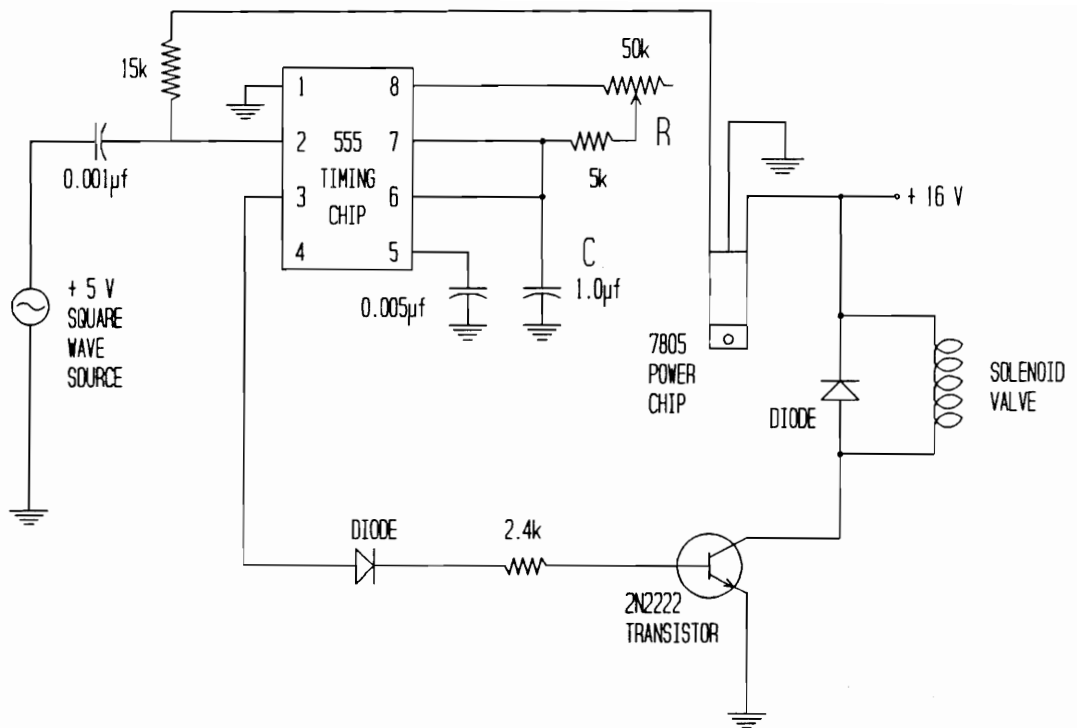 15k
50k
1
8
R
2
555
7
TIMING
5k
0.001µf
3
CHIP
6
+ 16 V
4
5
C
0.005µf
1.0µf
+ 5 V
SQUARE
WAVE
SOURCE
7805
POWER
CHIP
DIODE
SOLENOID
VALVE
DIODE
2.4k
2N2222
TRANSISTOR